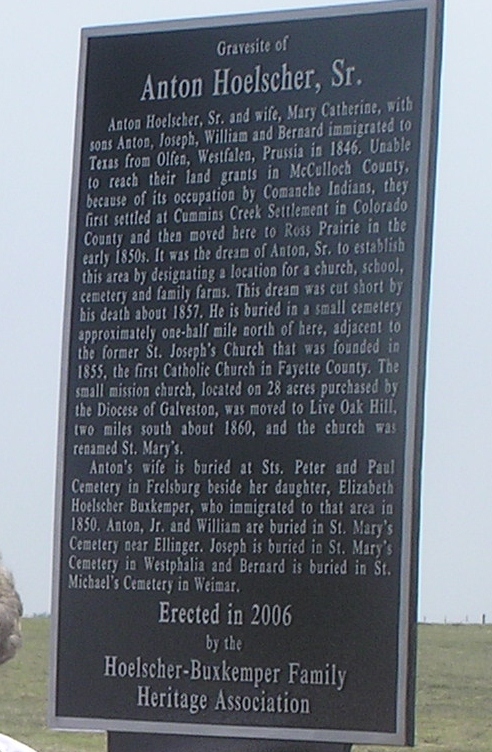 Gravesite of
Anton Hoelscher, Sr.
Anton Hoelscher, Sr. and wife, Mary Catherine, with
sons Anton, Joseph, William and Bernard immigrated to
Texas from Olfen, Westfalen, Prussia in 1846. Unable
to reach their land grants in McCulloch County,
because of its occupation by Comanche Indians, they
first settled at Cummins Creek Settlement in Colorado
County and then moved here to Ross Prairie in the
early 1850s. It was the dream of Anton, Sr. to establish
this area by designating a location for a church, school,
cemetery and family farms. This dream was cut short by
his death about 1857. He is buried in a small cemetery
approximately one-half mile north of here, adjacent to
the former St. Joseph's Church that was founded in
1855, the first Catholic Church in Fayette County. The
small mission church, located on 28 acres purchased by
the Diocese of Galveston, was moved to Live Oak Hill,
two miles south about 1860, and the church was
renamed St. Mary's.
Anton's wife is buried at Sts. Peter and Paul
Cemetery in Frelsburg beside her daughter, Elizabeth
Hoelscher Buxkemper, who immigrated to that area in
1850. Anton, Jr. and William are buried in St. Mary's
Cemetery near Ellinger. Joseph is buried in St. Mary's
Cemetery in Westphalia and Bernard is buried in St.
Michael's Cemetery in Weimar.
Erected in 2006
by the
Hoelscher-Buxkemper Family
Heritage Association